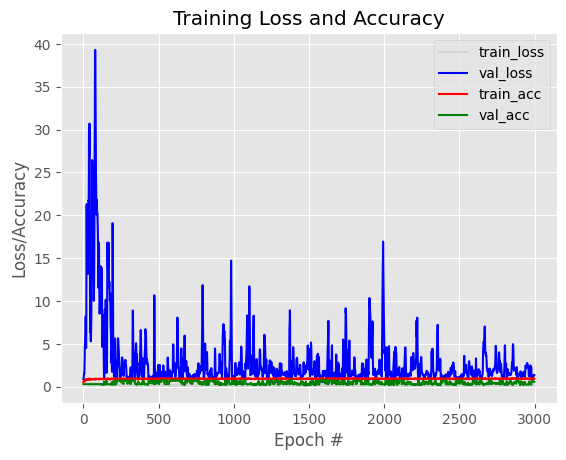 Training Loss and Accuracy
train_loss
val_loss
train_acc
val_acc
Loss/Accuracy
40
35
30
25
20
15
10
5
0
0 500 1000 1500 2000 2500 3000
Epoch #